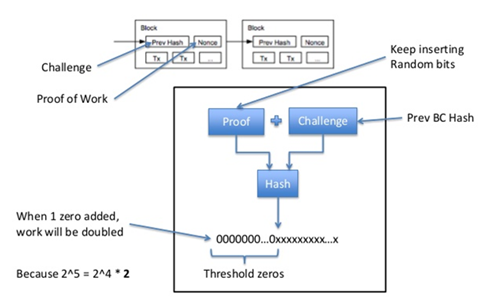 Block
Prev Hash
Nonce
Tx
Tx
...
Block
Prev Hash
Nonce
Tx
Tx
...
Challenge
Proof of Work
Keep inserting
Random bits
Proof
Challenge
Prev BC Hash
Hash
When 1 zero added,
work will be doubled
0000000...0xxxxxxxxx...x
Because 2^5 = 2^4 * 2
Threshold zeros